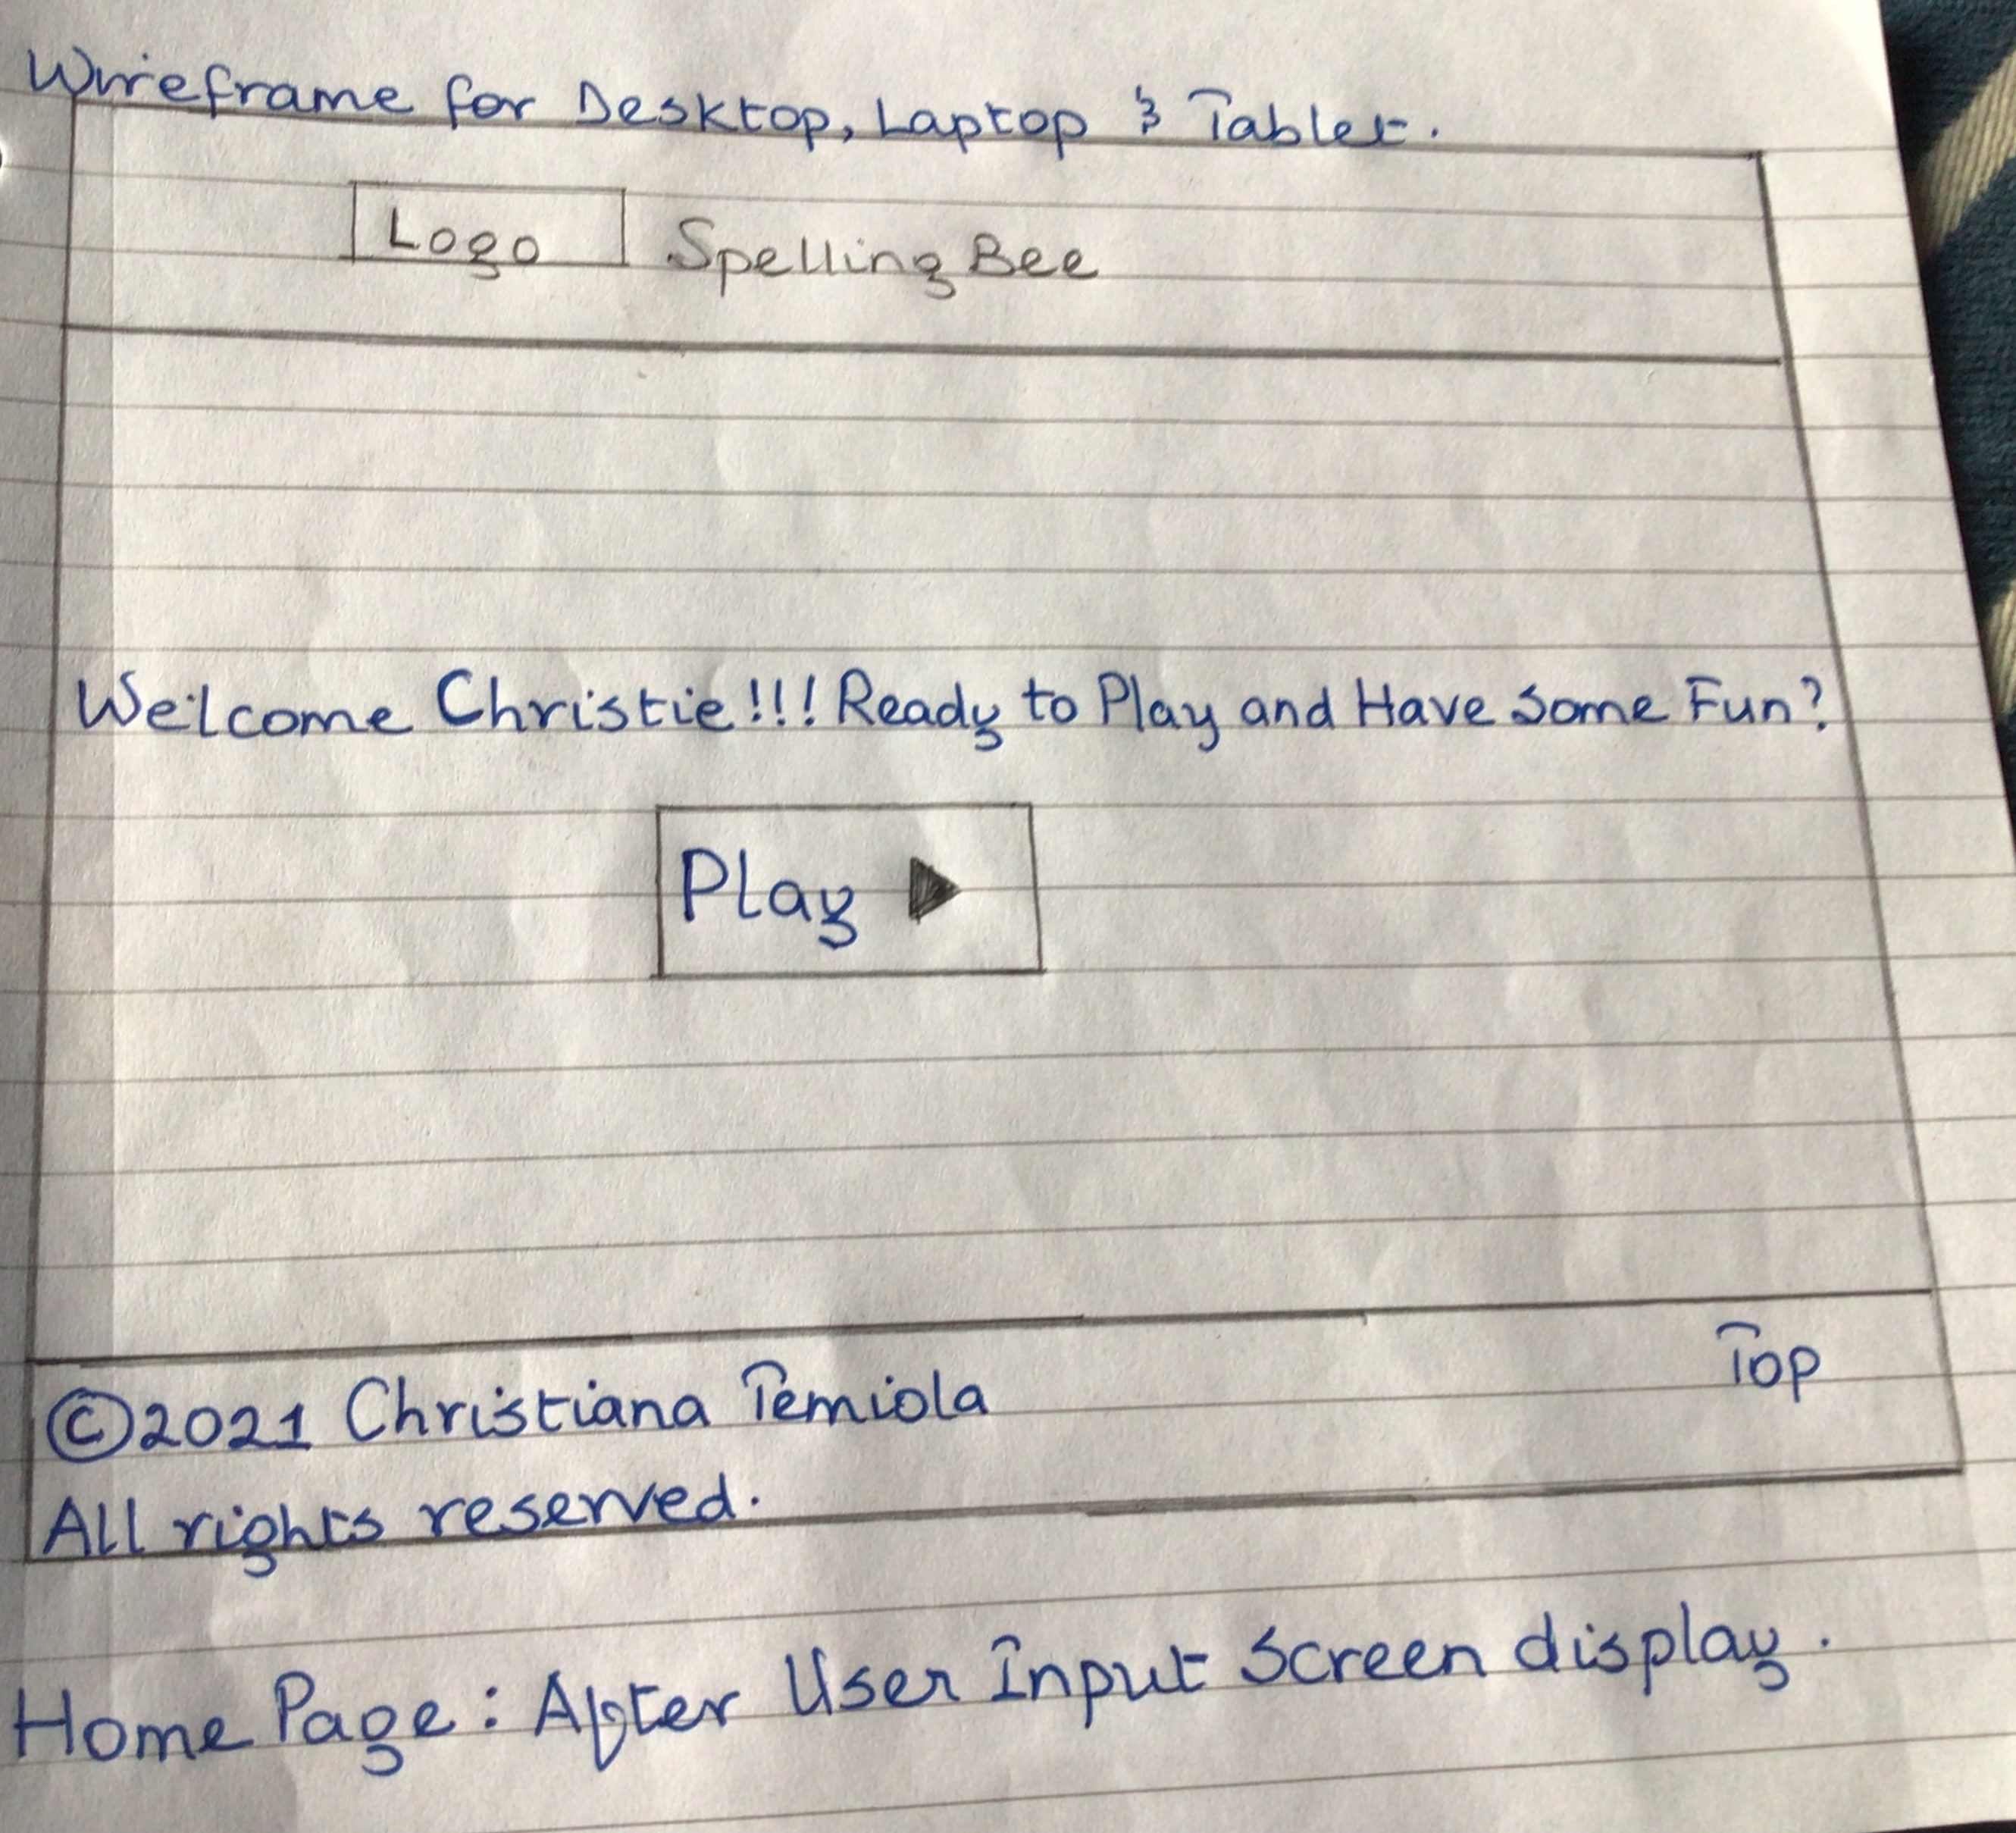 Wireframe for Desktop, Laptop & Tablet.
Logo Spelling Bee
Welcome Christie!!! Ready to Play and Have Some Fun?
Play ▶
©2021 Christiana Temiola
Top
All rights reserved.
Home Page: After User Input Screen display.